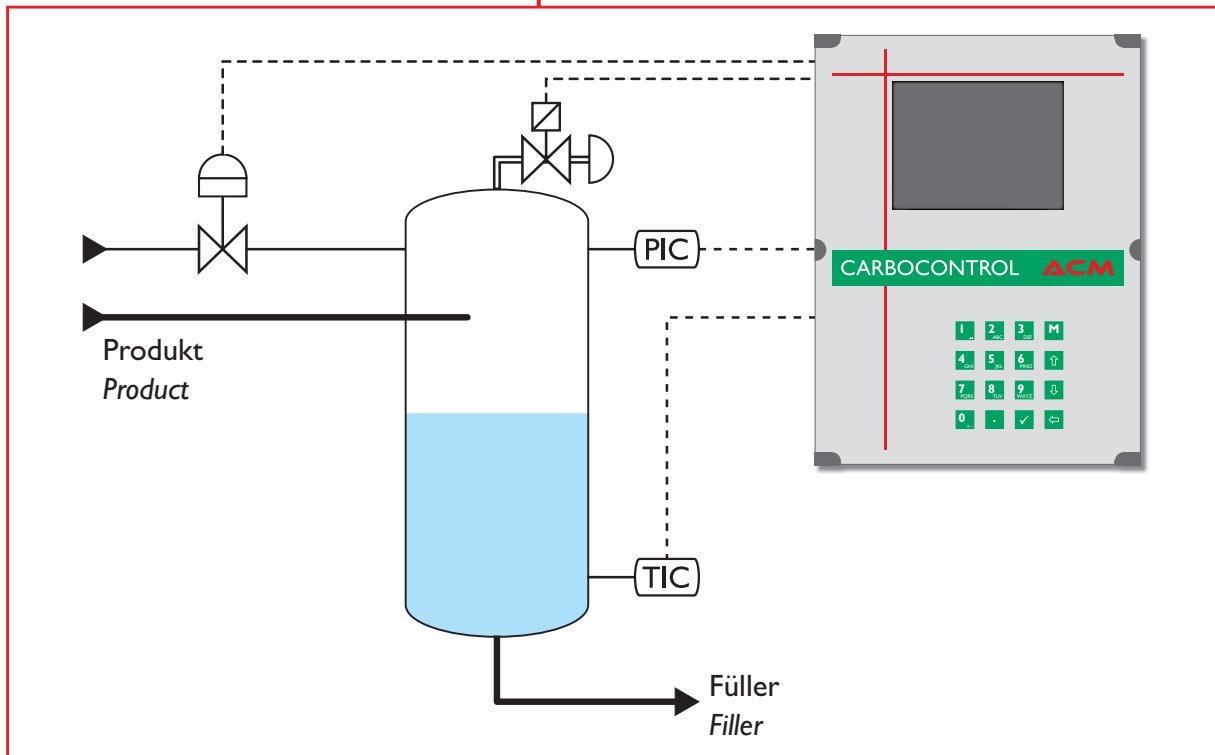 PIC
CARBOCONTROL ACM
Produkt
Product
1 2 ABC 3 DEF M
4 GHI 5 JKL 6 MNO
7 PQRS 8 TUV 9 WXYZ
0 .
TIC
Füller
Filler